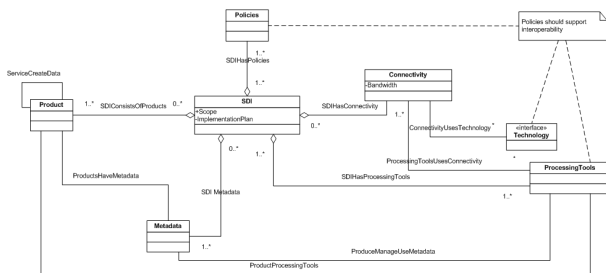 Policies
Policies should support
interoperability
1..*
SDIHasPolicies
ServiceCreateData
Connectivity
-Bandwidth
1..*
Product
1..*
SDIConsistsOfProducts
0..*
SDI
+Scope
-ImplementationPlan
SDIHasConnectivity
0..*
1..*
ConnectivityUsesTechnology
*
«interface»
Technology
0..*
1..*
ProcessingToolsUsesConnectivity
*
ProcessingTools
ProductsHaveMetadata
SDIHasProcessingTools
SDI Metadata
1..*
Metadata
1..*
ProduceManageUseMetadata
ProductProcessingTools